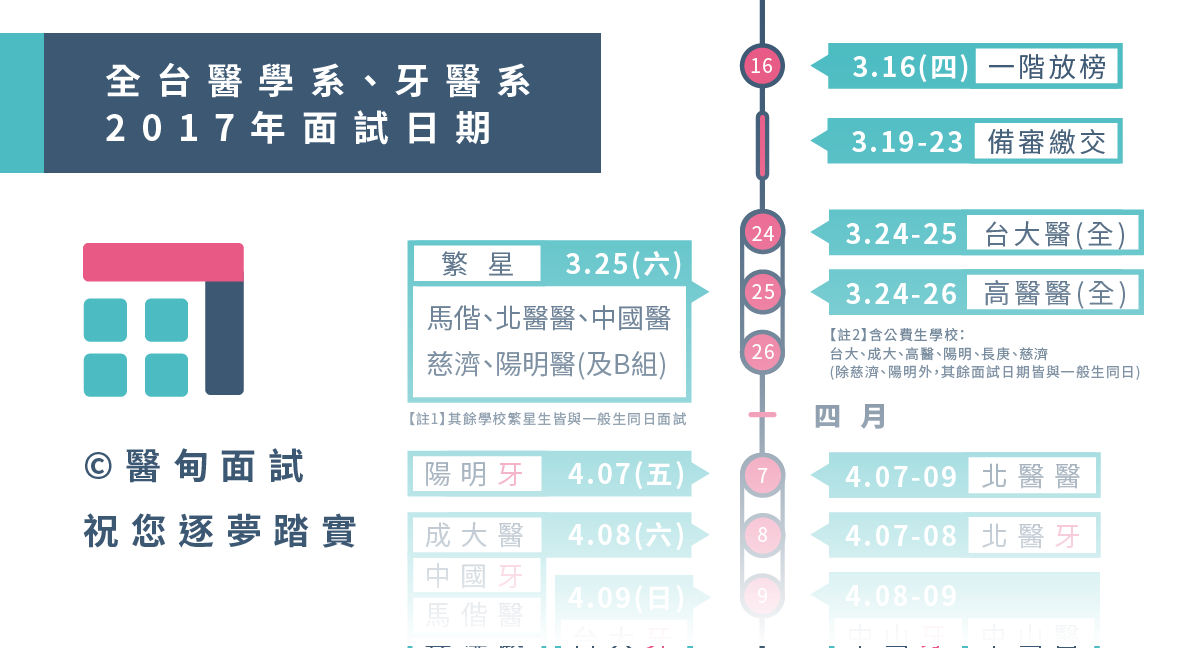 全台醫學系、牙醫系
2017年面試日期
©醫甸面試
祝您逐夢踏實
繁星 3.25(六)
馬偕、北醫醫、中國醫
慈濟、陽明醫(及B組)
【註1】其餘學校繁星生皆與一般生同日面試
陽明牙 4.07(五)
成大醫 4.08(六)
中國牙
馬偕醫 4.09(日)
台大牙
16
24
25
26
7
8
9
3.16(四) 一階放榜
3.19-23 備審繳交
3.24-25 台大醫(全)
3.24-26 高醫醫(全)
【註2】含公費生學校:
台大、成大、高醫、陽明、長庚、慈濟
(除慈濟、陽明外,其餘面試日期皆與一般生同日)
四月
4.07-09 北醫醫
4.07-08 北醫牙
4.08-09
中山牙 中山醫